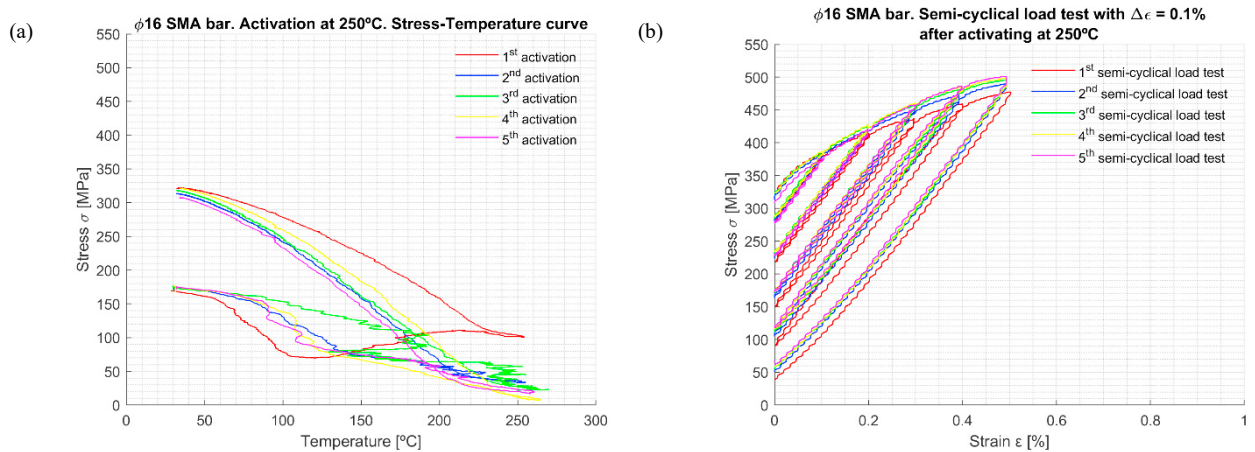 (a)
ϕ16 SMA bar. Activation at 250ºC. Stress-Temperature curve
550
500
450
400
350
300
250
200
150
100
50
0
Stress σ [MPa]
1st activation
2nd activation
3rd activation
4th activation
5th activation
0 50 100 150 200 250 300
Temperature [ºC]
(b)
ϕ16 SMA bar. Semi-cyclical load test with Δϵ = 0.1%
after activating at 250ºC
550
500
450
400
350
300
250
200
150
100
50
0
Stress σ [MPa]
1st semi-cyclical load test
2nd semi-cyclical load test
3rd semi-cyclical load test
4th semi-cyclical load test
5th semi-cyclical load test
0 0.2 0.4 0.6 0.8 1
Strain ε [%]